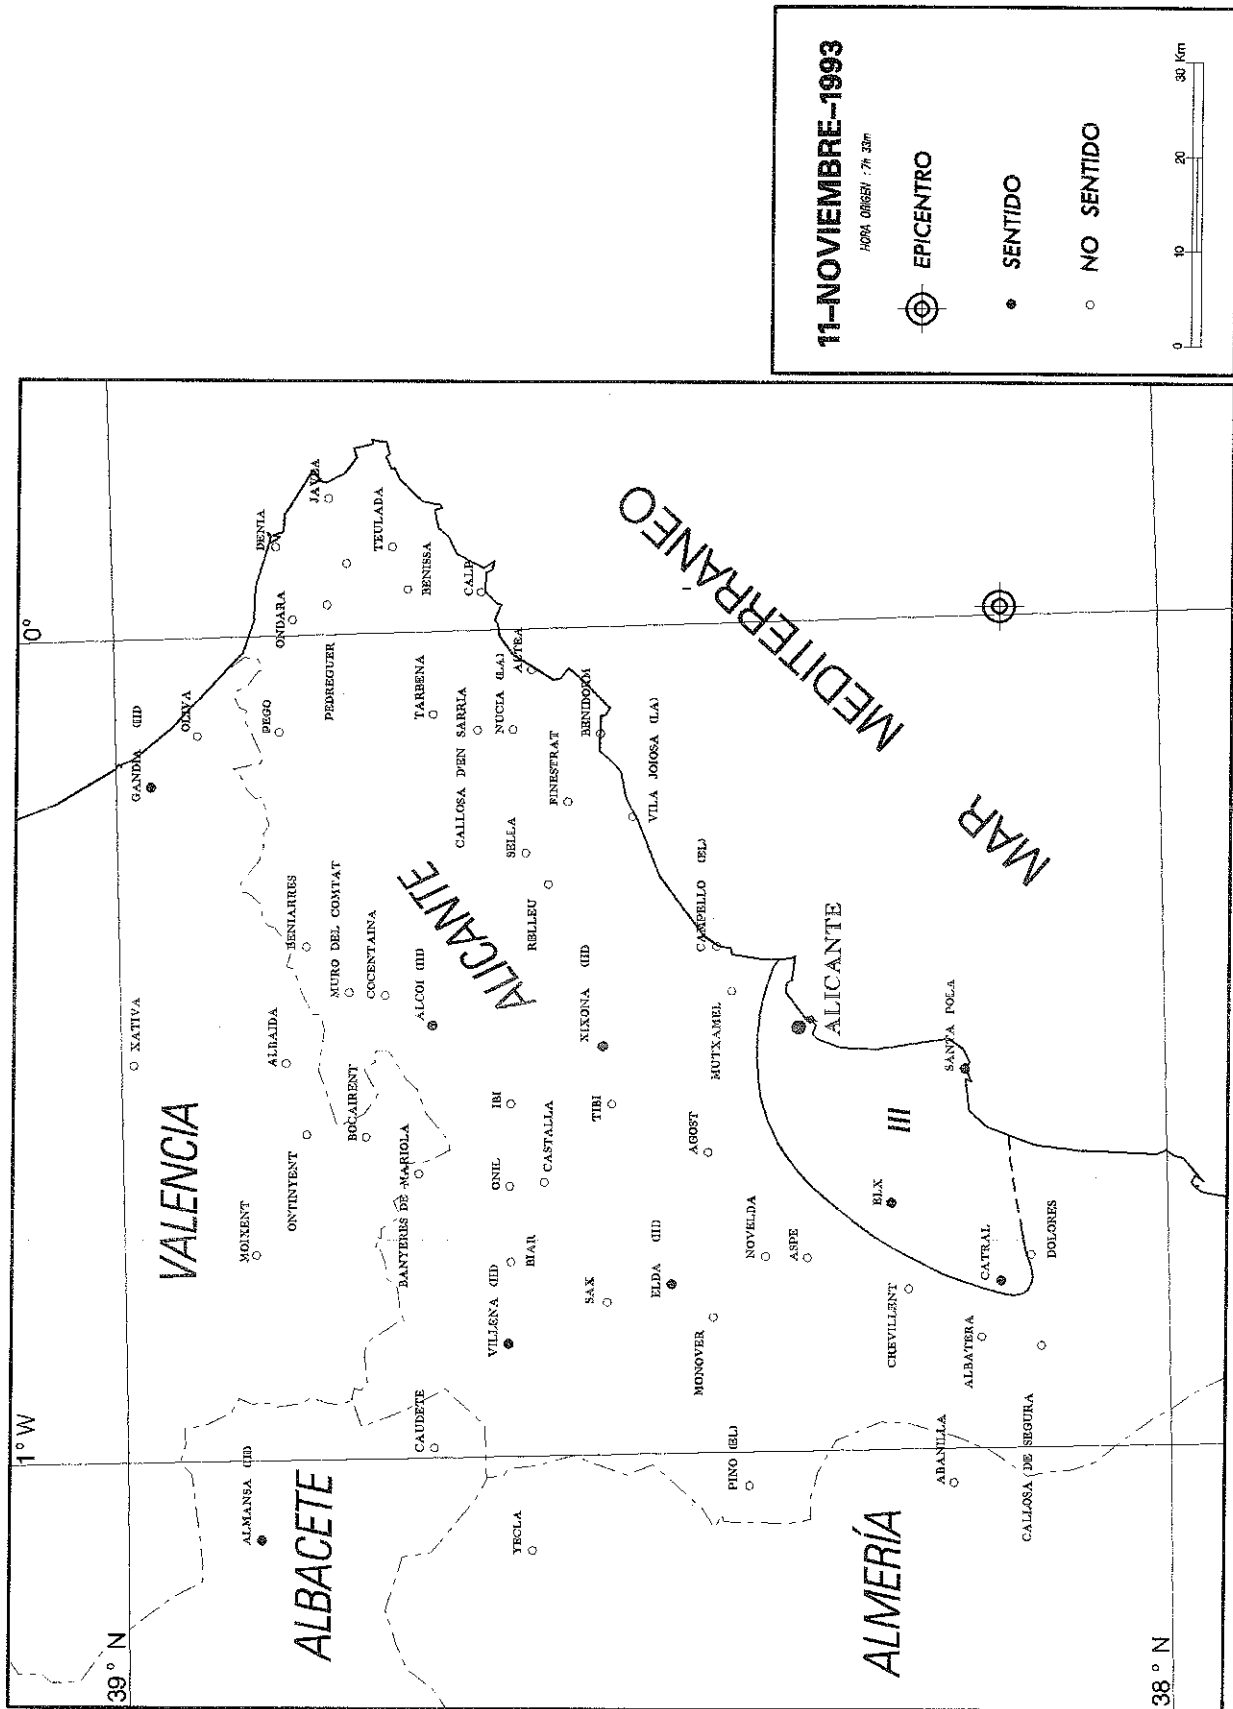 11-NOVIEMBRE-1993
HORA ORIGEN : 7h 33m
EPICENTRO
SENTIDO
NO SENTIDO
0
10
20
30 Km
39° N
38° N
1° W
0°
VALENCIA
ALBACETE
ALICANTE
ALMERÍA
MAR MEDITERRÁNEO
III
GANDIA (III)
OLIVA
PEGO
DENIA
ONDARA
JAVEA
PEDREGUER
TEULADA
BENISSA
CALP
TARBENA
CALLOSA D'EN SARRIA
NUCIA (LA)
ALTEA
BENIDORM
FINESTRAT
VILA JOIOSA (LA)
SELLA
RELLEU
XATIVA
ALBAIDA
BENIARRES
MURO DEL COMTAT
COCENTAINA
ALCOI (III)
XIXONA (III)
CAMPELLO (EL)
MUTXAMEL
ALICANTE
SANTA POLA
MOIXENT
ONTINYENT
BOCAIRENT
BANYERES DE MARIOLA
IBI
ONIL
CASTALLA
TIBI
AGOST
BIAR
VILLENA (III)
SAX
ELDA (III)
NOVELDA
ASPE
MONOVER
ELX
CREVILLENT
CATRAL
DOLORES
ALBATERA
CALLOSA DE SEGURA
ALMANSA (III)
CAUDETE
YECLA
PINO (EL)
ABANILLA